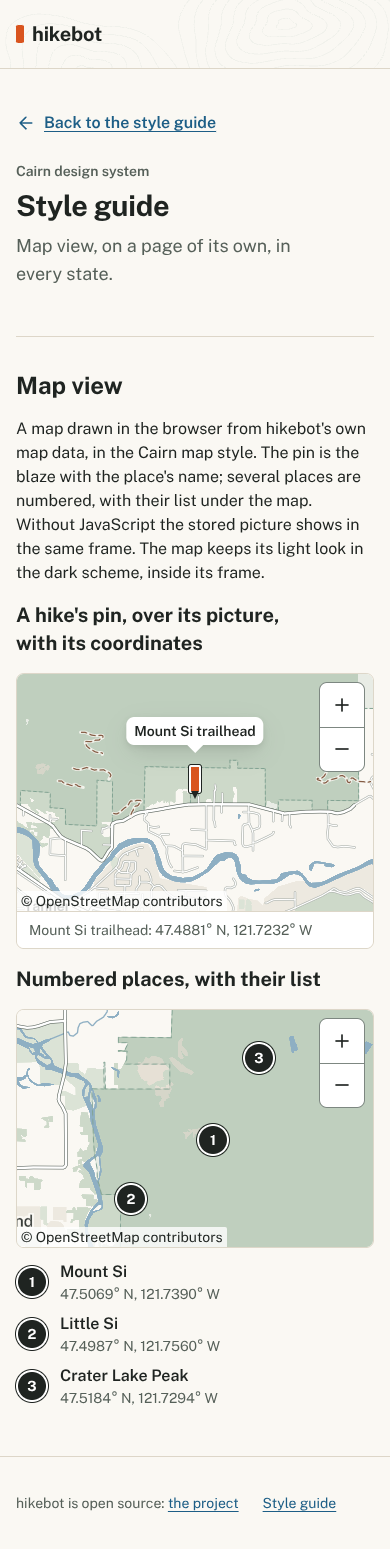 hikebot
Back to the style guide
Cairn design system
Style guide
Map view, on a page of its own, in
every state.
Map view
A map drawn in the browser from hikebot's own
map data, in the Cairn map style. The pin is the
blaze with the place's name; several places are
numbered, with their list under the map.
Without JavaScript the stored picture shows in
the same frame. The map keeps its light look in
the dark scheme, inside its frame.
A hike's pin, over its picture,
with its coordinates
+
Mount Si trailhead
−
© OpenStreetMap contributors
Mount Si trailhead: 47.4881° N, 121.7232° W
Numbered places, with their list
+
3
−
1
2
nd
© OpenStreetMap contributors
1 Mount Si
47.5069° N, 121.7390° W
2 Little Si
47.4987° N, 121.7560° W
3 Crater Lake Peak
47.5184° N, 121.7294° W
hikebot is open source: the project Style guide